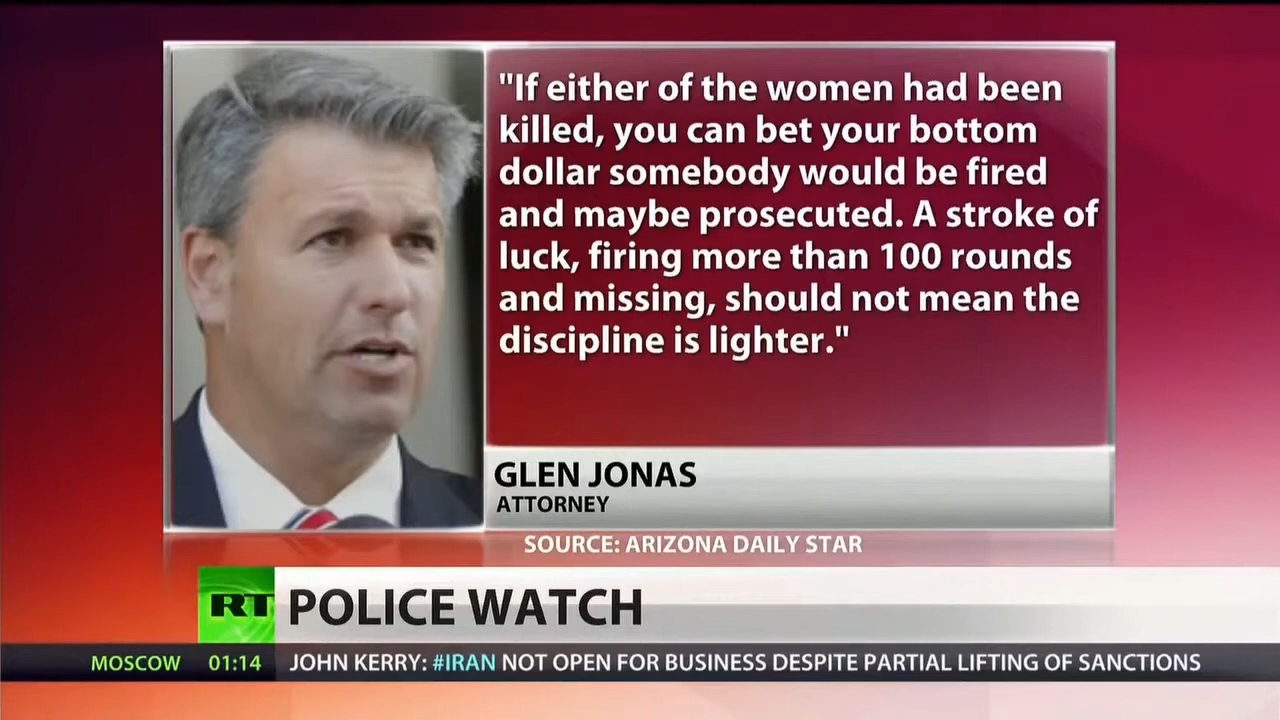 "If either of the women had been
killed, you can bet your bottom
dollar somebody would be fired
and maybe prosecuted. A stroke of
luck, firing more than 100 rounds
and missing, should not mean the
discipline is lighter."
GLEN JONAS
ATTORNEY
SOURCE: ARIZONA DAILY STAR
RT POLICE WATCH
MOSCOW 01:14 JOHN KERRY: #IRAN NOT OPEN FOR BUSINESS DESPITE PARTIAL LIFTING OF SANCTIONS